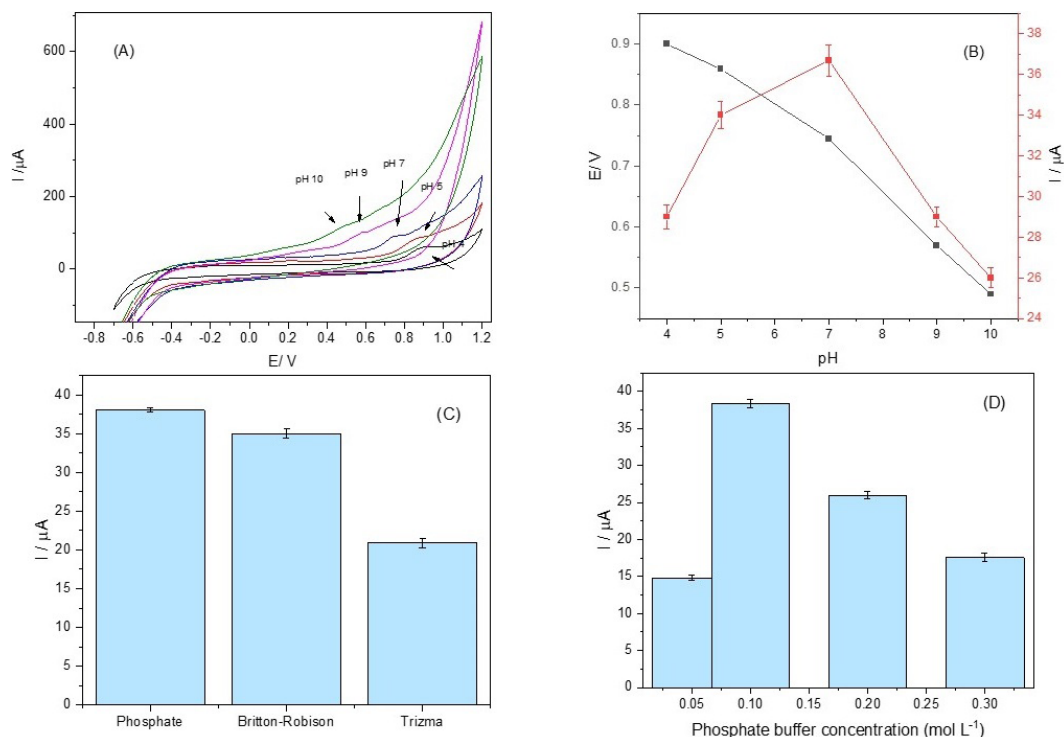 (A)
600
400
200
0
I /μA
pH 10
pH 9
pH 7
pH 5
pH 4
-0.8 -0.6 -0.4 -0.2 0.0 0.2 0.4 0.6 0.8 1.0 1.2
E/ V
(B)
0.9
0.8
0.7
0.6
0.5
E/ V
38
36
34
32
30
28
26
24
I /μA
4 5 6 7 8 9 10
pH
(C)
40
35
30
25
20
15
10
5
0
I / μA
Phosphate Britton-Robison Trizma
(D)
40
35
30
25
20
15
10
5
0
I / μA
0.05 0.10 0.15 0.20 0.25 0.30
Phosphate buffer concentration (mol L⁻¹)